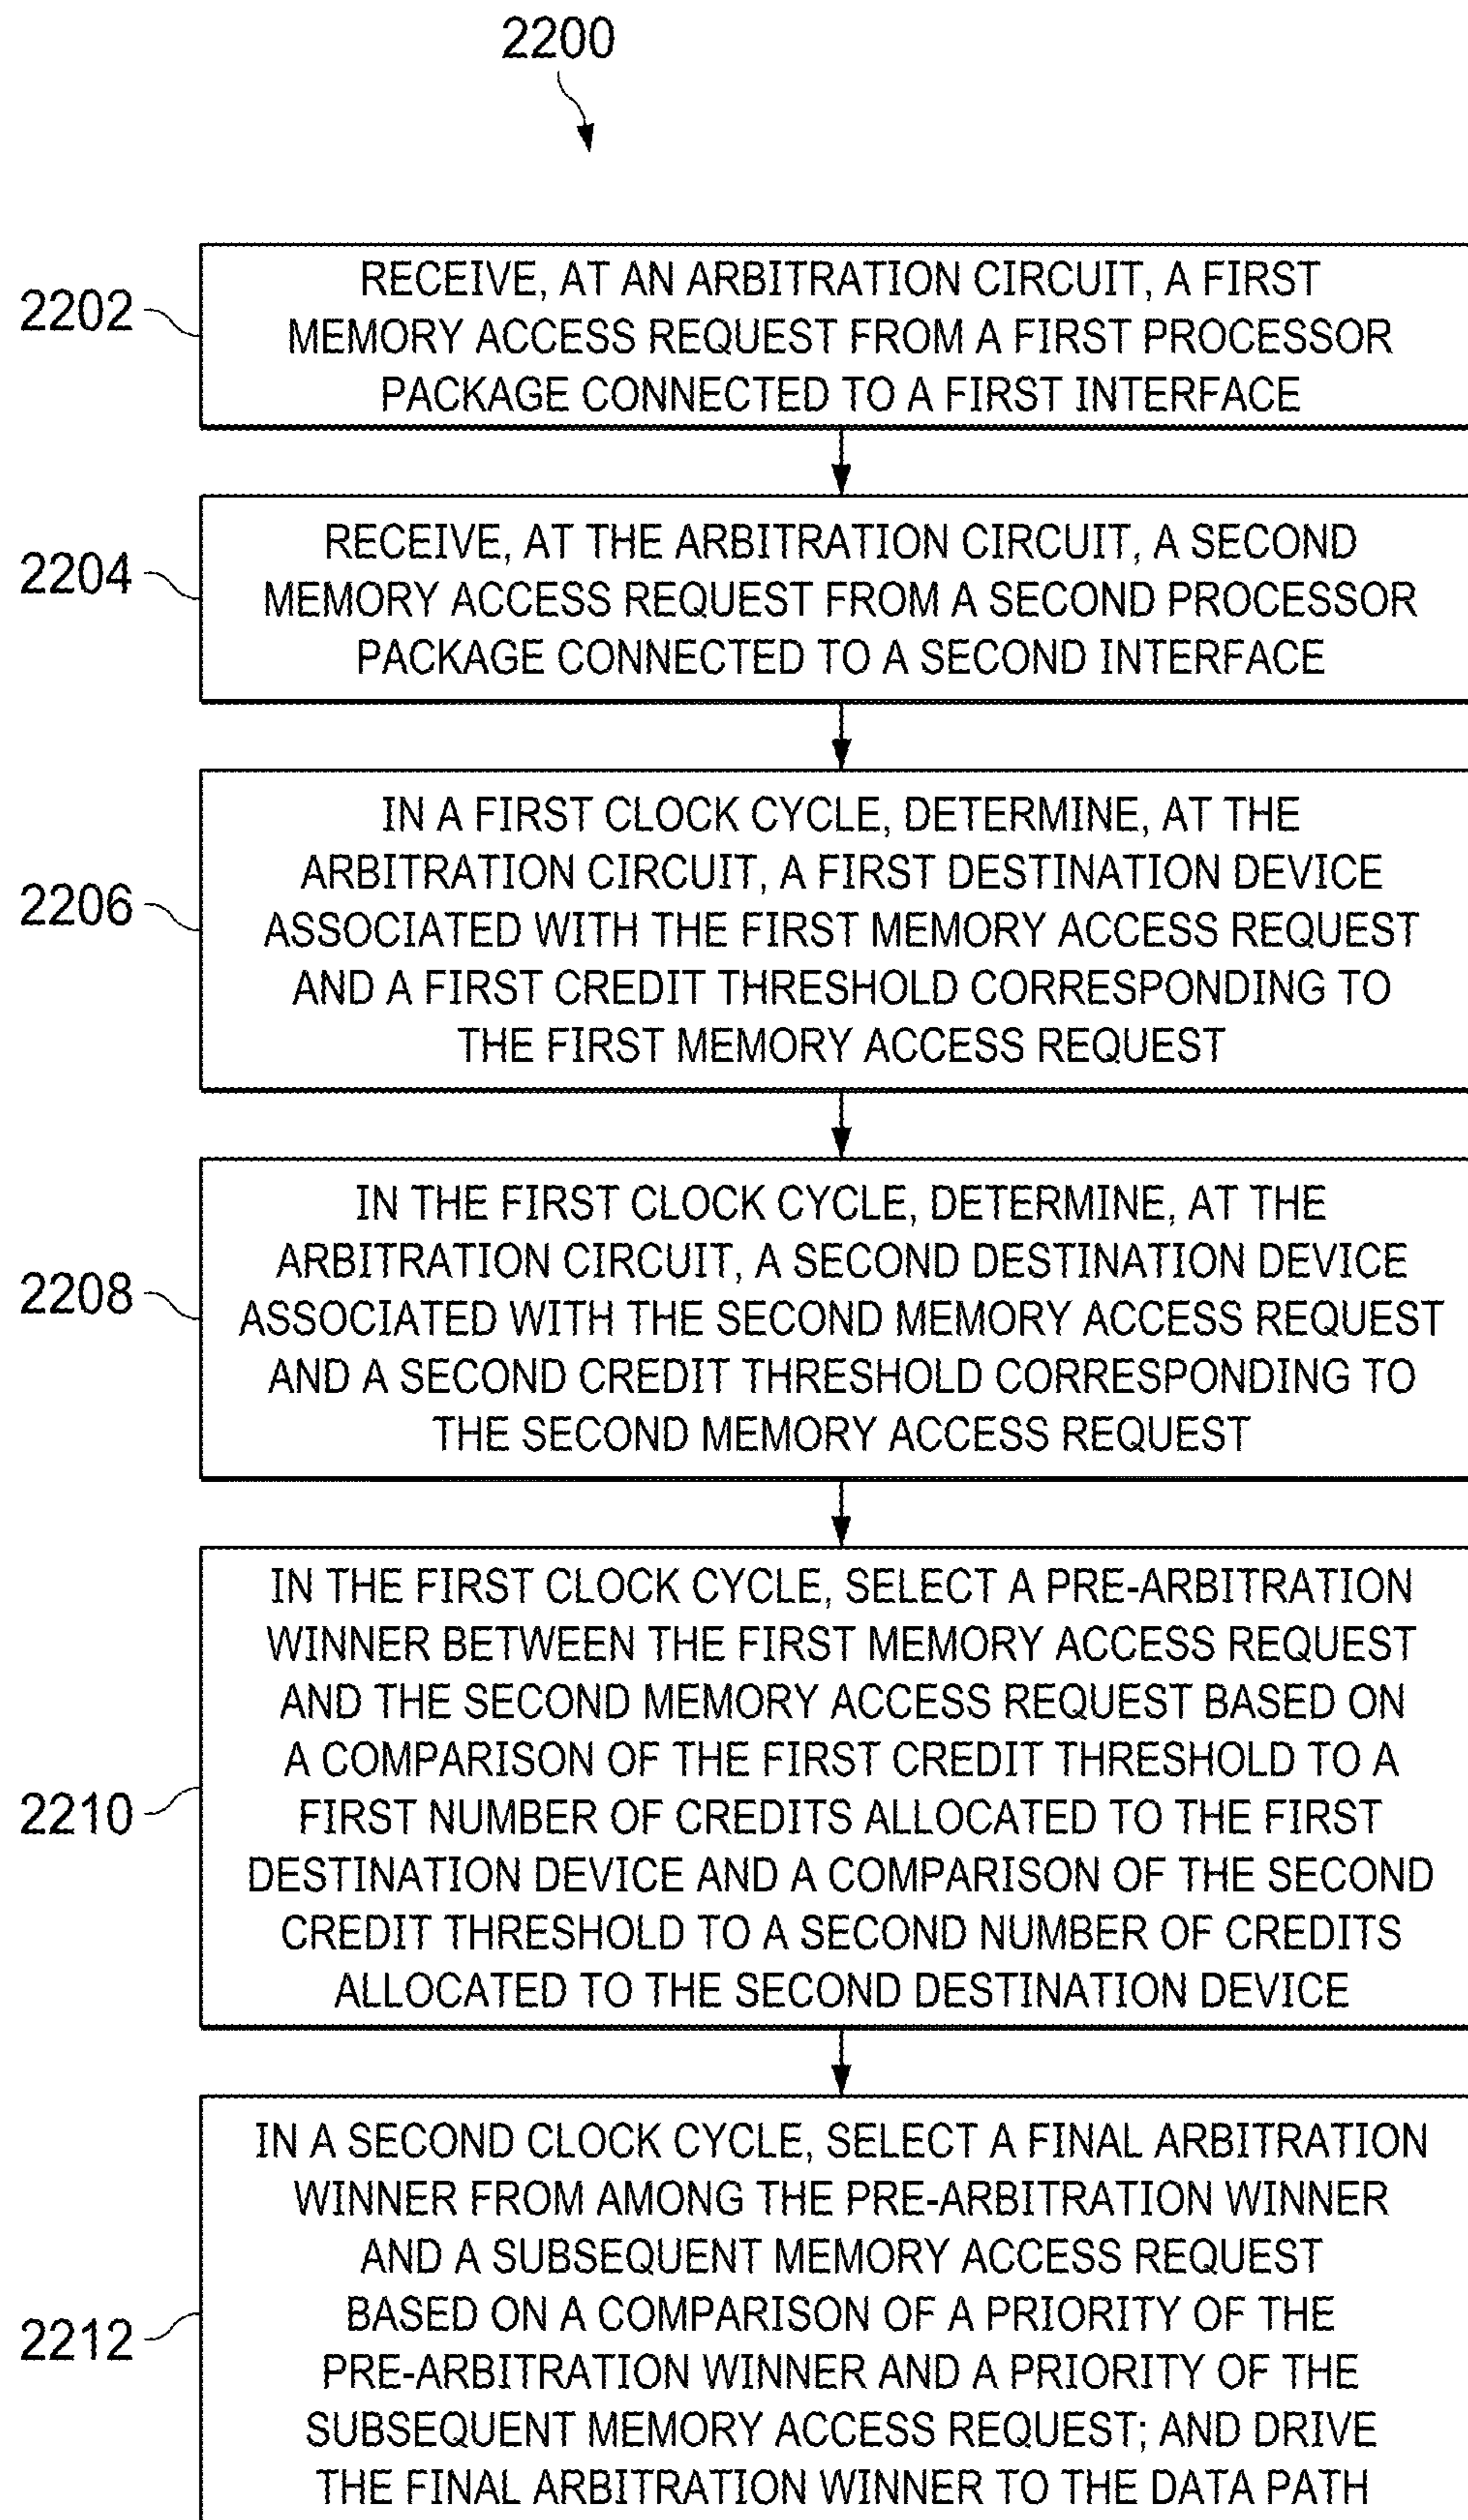 2200
2202
RECEIVE, AT AN ARBITRATION CIRCUIT, A FIRST
MEMORY ACCESS REQUEST FROM A FIRST PROCESSOR
PACKAGE CONNECTED TO A FIRST INTERFACE
2204
RECEIVE, AT THE ARBITRATION CIRCUIT, A SECOND
MEMORY ACCESS REQUEST FROM A SECOND PROCESSOR
PACKAGE CONNECTED TO A SECOND INTERFACE
2206
IN A FIRST CLOCK CYCLE, DETERMINE, AT THE
ARBITRATION CIRCUIT, A FIRST DESTINATION DEVICE
ASSOCIATED WITH THE FIRST MEMORY ACCESS REQUEST
AND A FIRST CREDIT THRESHOLD CORRESPONDING TO
THE FIRST MEMORY ACCESS REQUEST
2208
IN THE FIRST CLOCK CYCLE, DETERMINE, AT THE
ARBITRATION CIRCUIT, A SECOND DESTINATION DEVICE
ASSOCIATED WITH THE SECOND MEMORY ACCESS REQUEST
AND A SECOND CREDIT THRESHOLD CORRESPONDING TO
THE SECOND MEMORY ACCESS REQUEST
2210
IN THE FIRST CLOCK CYCLE, SELECT A PRE-ARBITRATION
WINNER BETWEEN THE FIRST MEMORY ACCESS REQUEST
AND THE SECOND MEMORY ACCESS REQUEST BASED ON
A COMPARISON OF THE FIRST CREDIT THRESHOLD TO A
FIRST NUMBER OF CREDITS ALLOCATED TO THE FIRST
DESTINATION DEVICE AND A COMPARISON OF THE SECOND
CREDIT THRESHOLD TO A SECOND NUMBER OF CREDITS
ALLOCATED TO THE SECOND DESTINATION DEVICE
2212
IN A SECOND CLOCK CYCLE, SELECT A FINAL ARBITRATION
WINNER FROM AMONG THE PRE-ARBITRATION WINNER
AND A SUBSEQUENT MEMORY ACCESS REQUEST
BASED ON A COMPARISON OF A PRIORITY OF THE
PRE-ARBITRATION WINNER AND A PRIORITY OF THE
SUBSEQUENT MEMORY ACCESS REQUEST; AND DRIVE
THE FINAL ARBITRATION WINNER TO THE DATA PATH